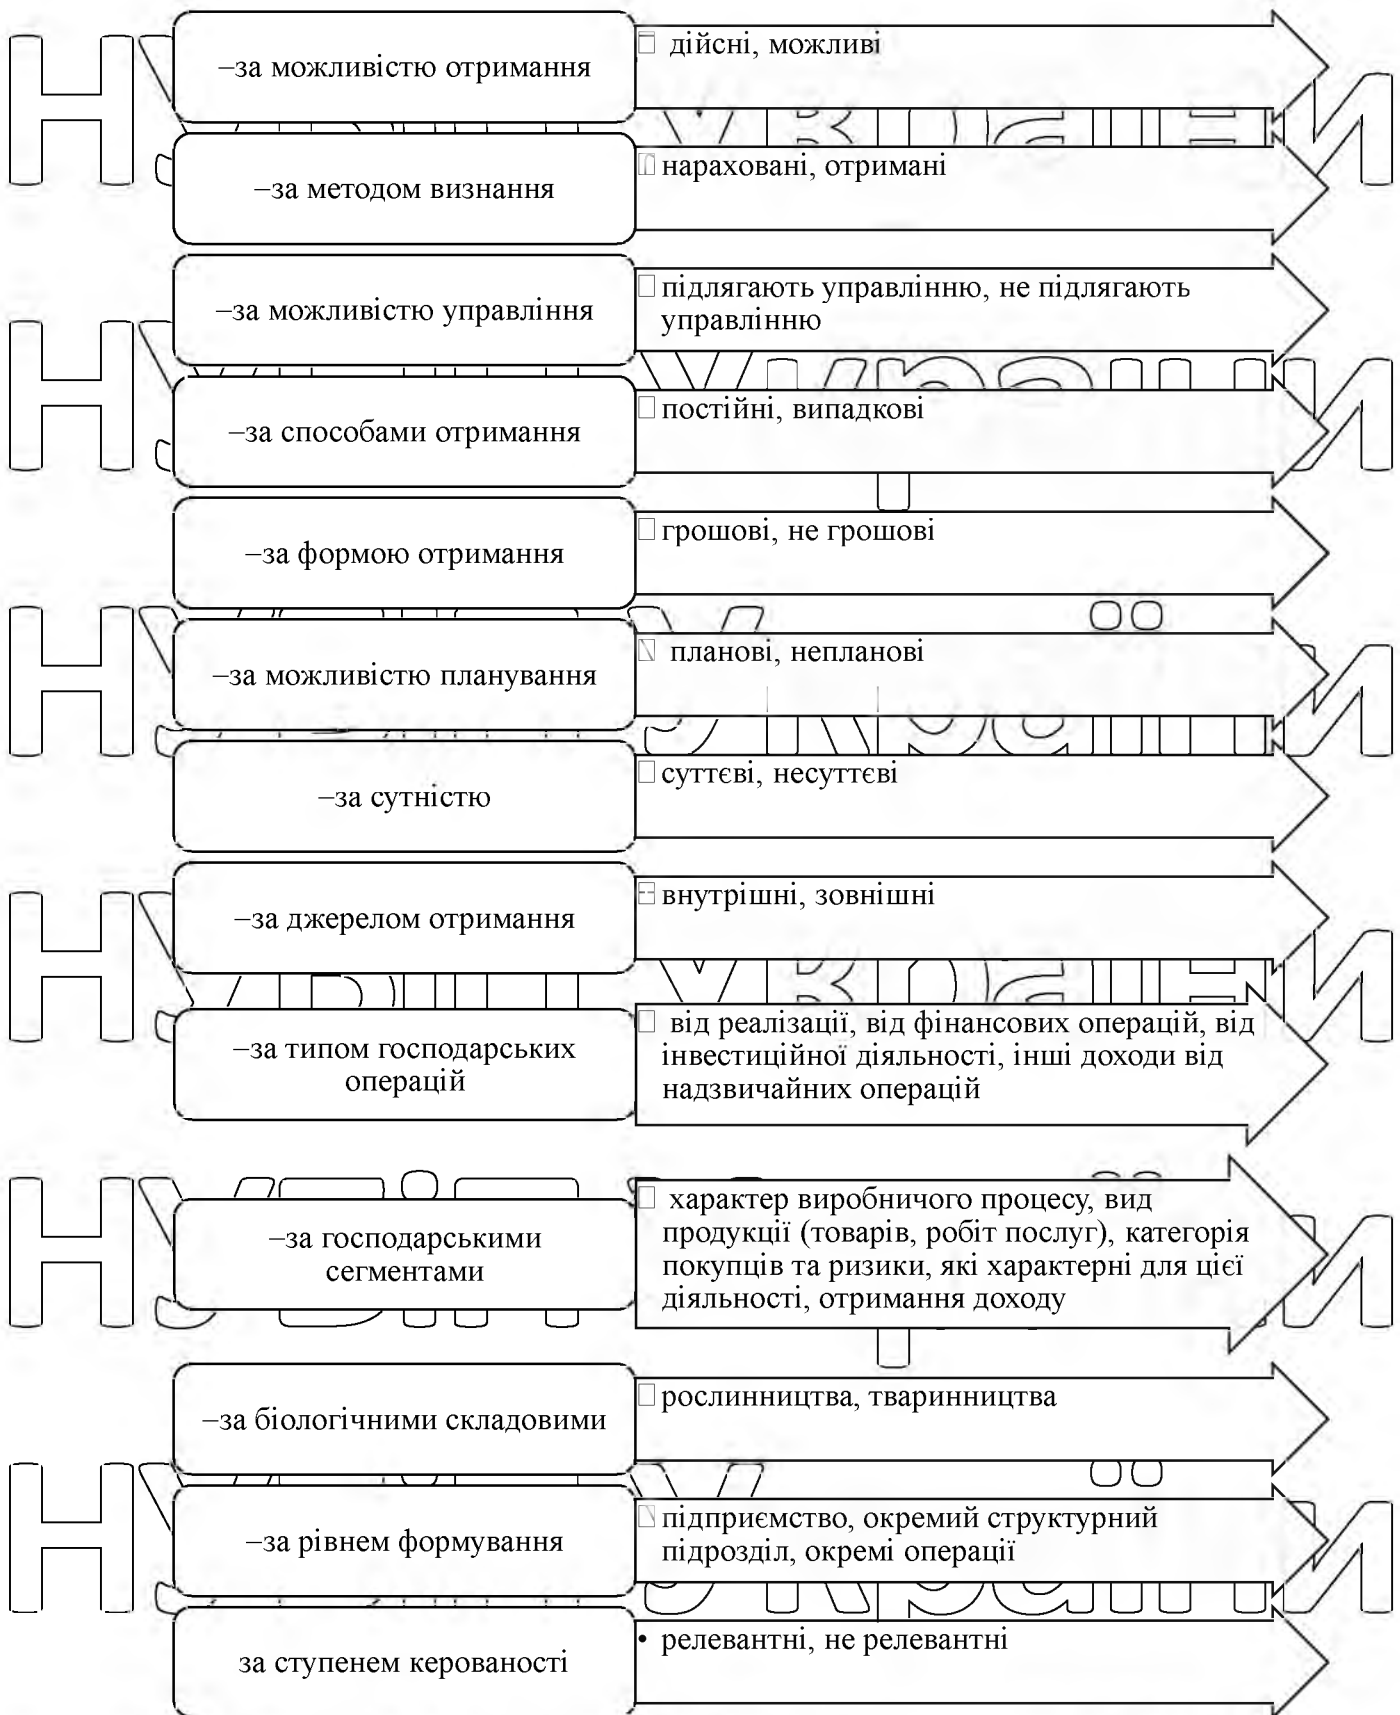 –за можливістю отримання
дійсні, можливі
–за методом визнання
нараховані, отримані
–за можливістю управління
підлягають управлінню, не підлягають
управлінню
–за способами отримання
постійні, випадкові
–за формою отримання
грошові, не грошові
–за можливістю планування
планові, непланові
–за сутністю
суттєві, несуттєві
–за джерелом отримання
внутрішні, зовнішні
–за типом господарських
операцій
від реалізації, від фінансових операцій, від
інвестиційної діяльності, інші доходи від
надзвичайних операцій
–за господарськими
сегментами
характер виробничого процесу, вид
продукції (товарів, робіт послуг), категорія
покупців та ризики, які характерні для цієї
діяльності, отримання доходу
–за біологічними складовими
рослинництва, тваринництва
–за рівнем формування
підприємство, окремий структурний
підрозділ, окремі операції
за ступенем керованості
• релевантні, не релевантні